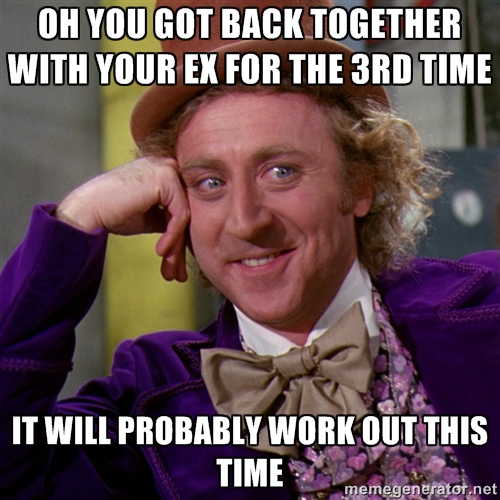 OH YOU GOT BACK TOGETHER
WITH YOUR EX FOR THE 3RD TIME
IT WILL PROBABLY WORK OUT THIS
TIME
memegenerator.net